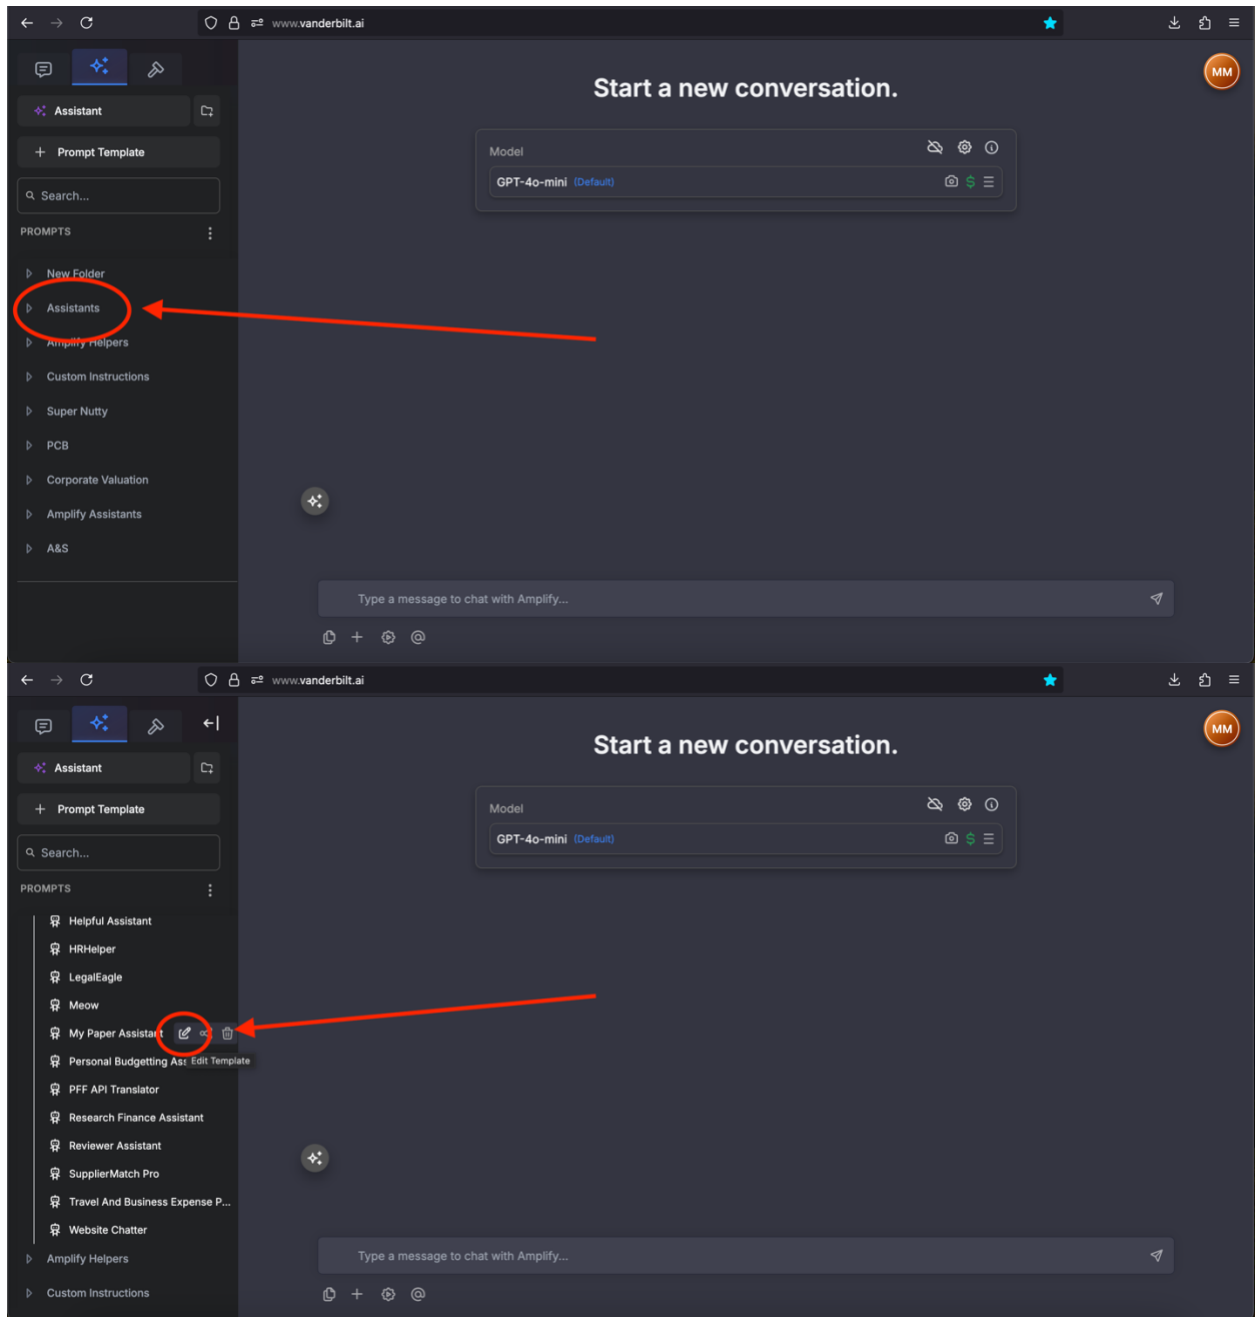 www.vanderbilt.ai
MM
Start a new conversation.
Assistant
+ Prompt Template
Search...
PROMPTS
Model
GPT-4o-mini (Default)
New Folder
Assistants
Amplify Helpers
Custom Instructions
Super Nutty
PCB
Corporate Valuation
Amplify Assistants
A&S
Type a message to chat with Amplify...
www.vanderbilt.ai
MM
Start a new conversation.
Assistant
+ Prompt Template
Search...
PROMPTS
Model
GPT-4o-mini (Default)
Helpful Assistant
HRHelper
LegalEagle
Meow
My Paper Assistant
Personal Budgetting Ass
Edit Template
PFF API Translator
Research Finance Assistant
Reviewer Assistant
SupplierMatch Pro
Travel And Business Expense P...
Website Chatter
Amplify Helpers
Custom Instructions
Type a message to chat with Amplify...